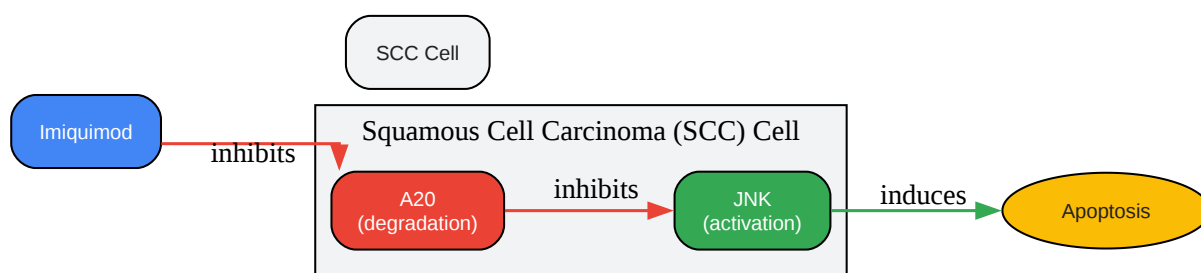 SCC Cell
Imiquimod
inhibits
Squamous Cell Carcinoma (SCC) Cell
A20
(degradation)
inhibits
JNK
(activation)
induces
Apoptosis